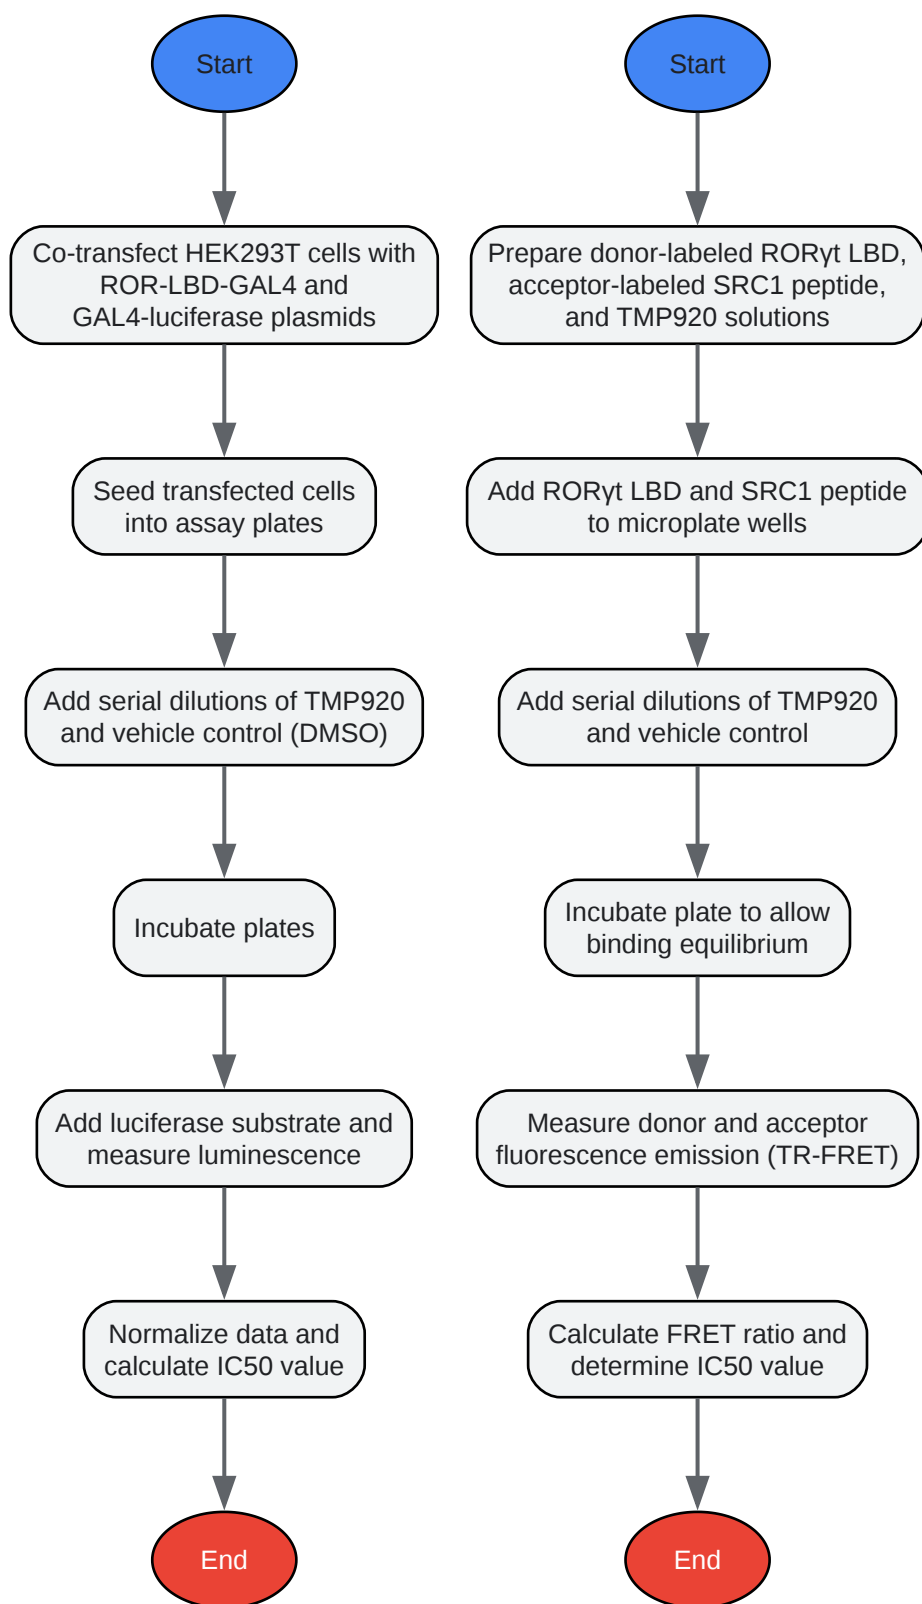 Start
Co-transfect HEK293T cells with
ROR-LBD-GAL4 and
GAL4-luciferase plasmids
Seed transfected cells
into assay plates
Add serial dilutions of TMP920
and vehicle control (DMSO)
Incubate plates
Add luciferase substrate and
measure luminescence
Normalize data and
calculate IC50 value
End
Start
Prepare donor-labeled RORγt LBD,
acceptor-labeled SRC1 peptide,
and TMP920 solutions
Add RORγt LBD and SRC1 peptide
to microplate wells
Add serial dilutions of TMP920
and vehicle control
Incubate plate to allow
binding equilibrium
Measure donor and acceptor
fluorescence emission (TR-FRET)
Calculate FRET ratio and
determine IC50 value
End